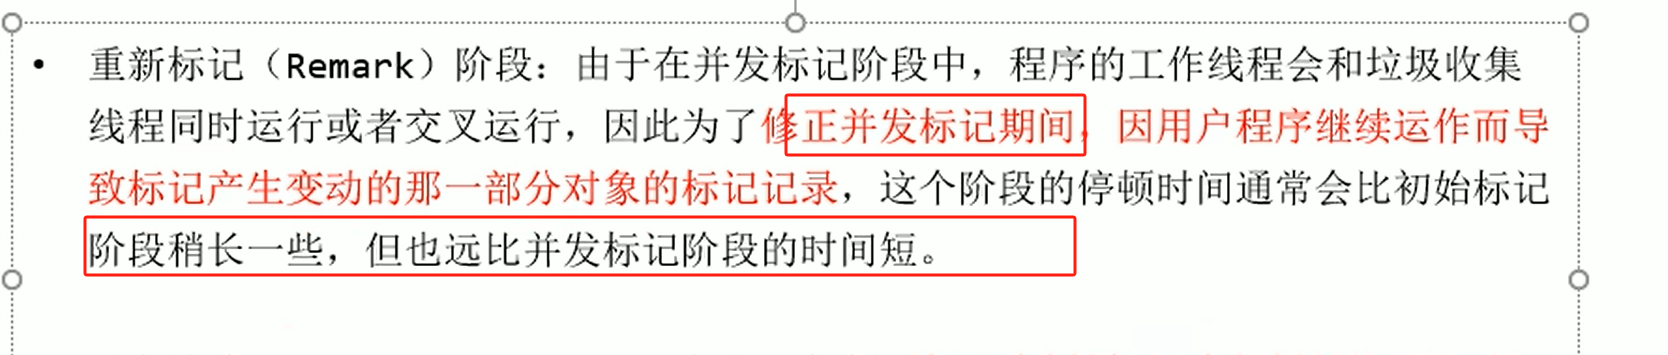 • 重新标记（Remark）阶段：由于在并发标记阶段中，程序的工作线程会和垃圾收集
线程同时运行或者交叉运行，因此为了修正并发标记期间，因用户程序继续运作而导
致标记产生变动的那一部分对象的标记记录，这个阶段的停顿时间通常会比初始标记
阶段稍长一些，但也远比并发标记阶段的时间短。